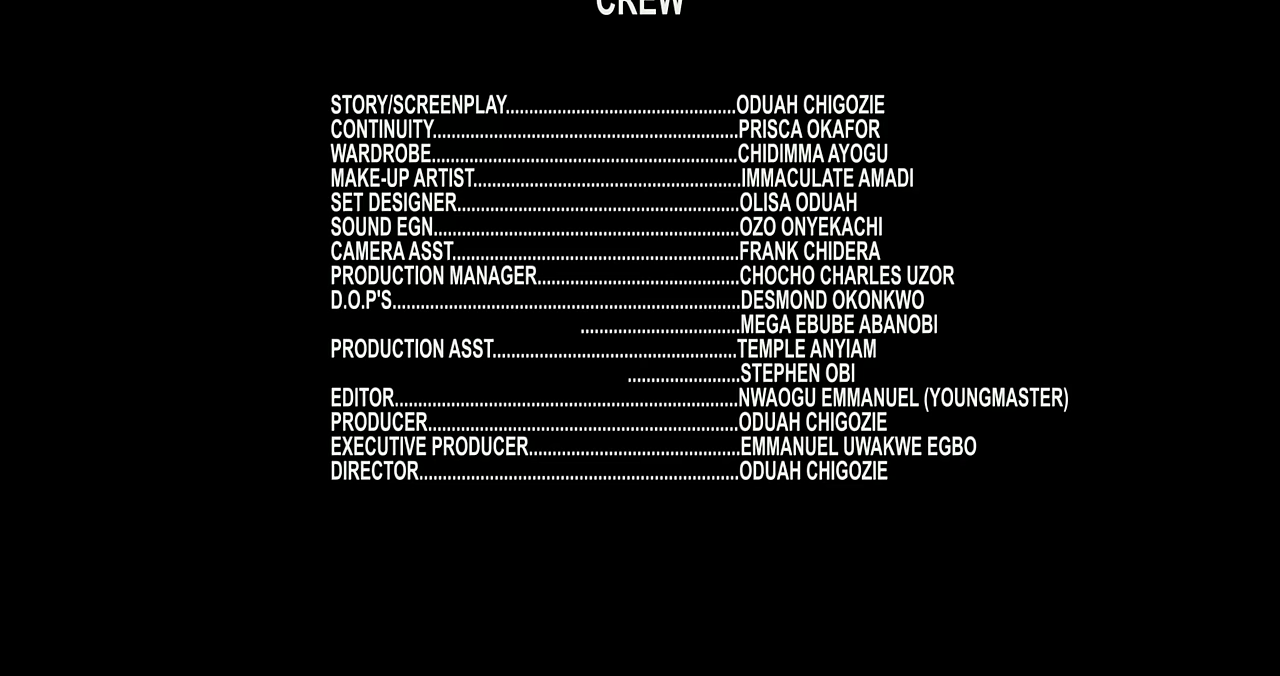 CREW
STORY/SCREENPLAY.................................................ODUAH CHIGOZIE
CONTINUITY.................................................................PRISCA OKAFOR
WARDROBE.................................................................CHIDIMMA AYOGU
MAKE-UP ARTIST.........................................................IMMACULATE AMADI
SET DESIGNER............................................................OLISA ODUAH
SOUND EGN.................................................................OZO ONYEKACHI
CAMERA ASST.............................................................FRANK CHIDERA
PRODUCTION MANAGER...........................................CHOCHO CHARLES UZOR
D.O.P'S..........................................................................DESMOND OKONKWO
..................................MEGA EBUBE ABANOBI
PRODUCTION ASST....................................................TEMPLE ANYIAM
........................STEPHEN OBI
EDITOR.........................................................................NWAOGU EMMANUEL (YOUNGMASTER)
PRODUCER..................................................................ODUAH CHIGOZIE
EXECUTIVE PRODUCER.............................................EMMANUEL UWAKWE EGBO
DIRECTOR....................................................................ODUAH CHIGOZIE